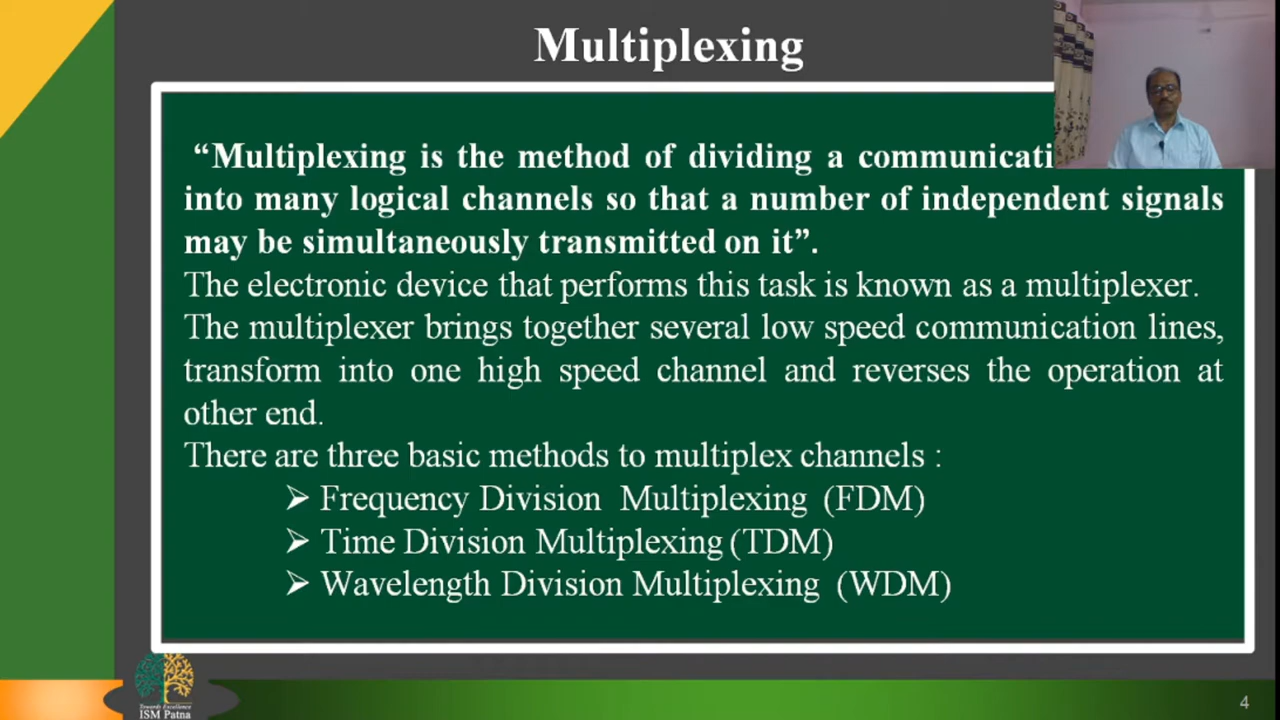 Multiplexing
“Multiplexing is the method of dividing a
into many logical channels so that a number of independent signals
may be simultaneously transmitted on it”.
The electronic device that performs this task is known as a multiplexer.
The multiplexer brings together several low speed communication lines,
transform into one high speed channel and reverses the operation at
other end.
There are three basic methods to multiplex channels :
➢ Frequency Division Multiplexing (FDM)
➢ Time Division Multiplexing (TDM)
➢ Wavelength Division Multiplexing (WDM)
Towards Excellence
ISM Patna
4